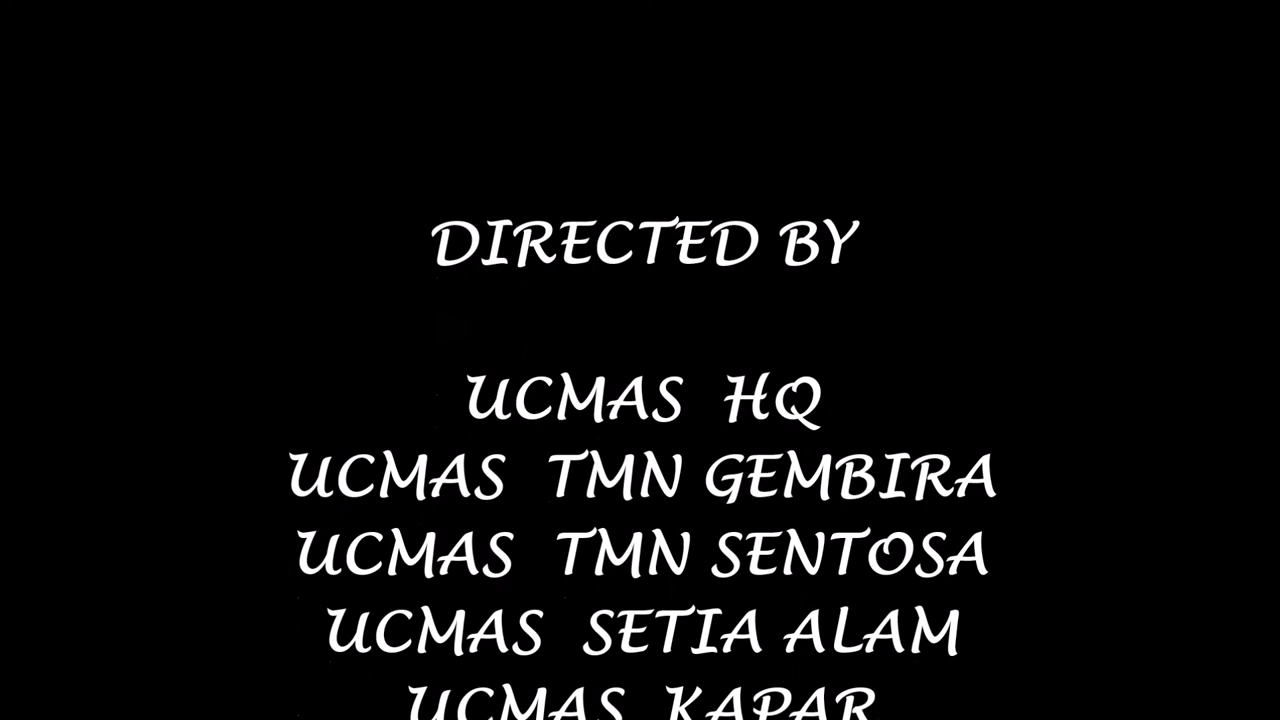 DIRECTED BY
UCMAS HQ
UCMAS TMN GEMBIRA
UCMAS TMN SENTOSA
UCMAS SETIA ALAM
UCMAS KAPAR